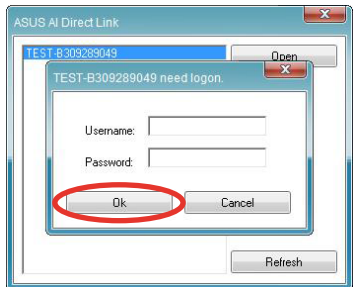 ASUS AI Direct Link
TEST-B309289049
Open
TEST-B309289049 need logon.
Username:
Password:
Ok
Cancel
Refresh